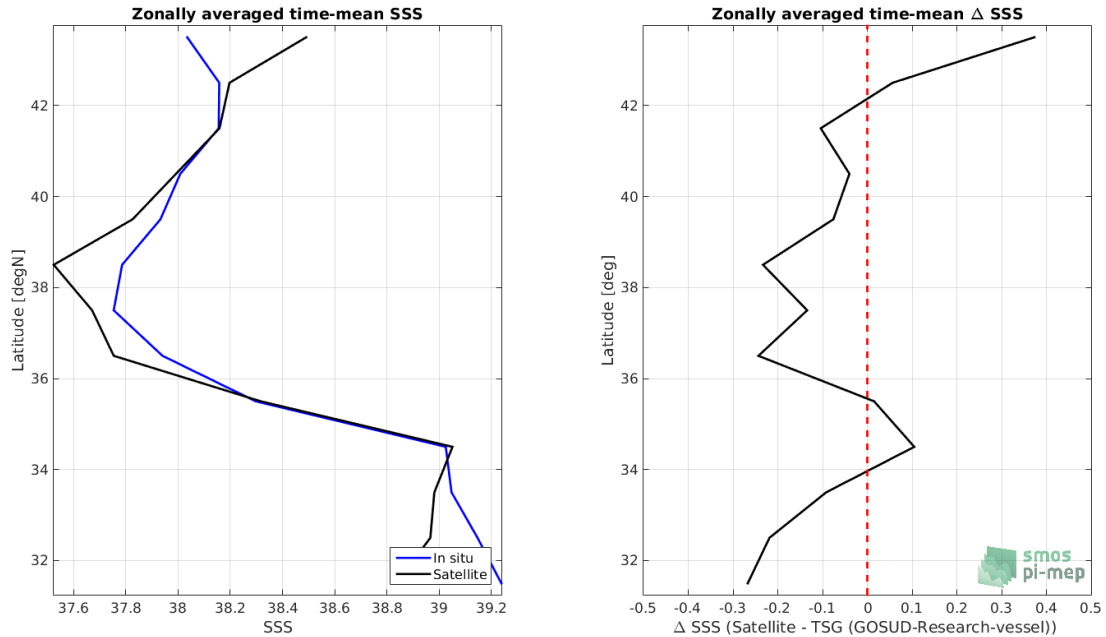 Zonally averaged time-mean SSS
Latitude [degN]
42
40
38
36
34
32
37.6 37.8 38 38.2 38.4 38.6 38.8 39 39.2
SSS
In situ
Satellite
Zonally averaged time-mean Δ SSS
Latitude [deg]
42
40
38
36
34
32
-0.5 -0.4 -0.3 -0.2 -0.1 0 0.1 0.2 0.3 0.4 0.5
Δ SSS (Satellite - TSG (GOSUD-Research-vessel))
smos
pi-mep